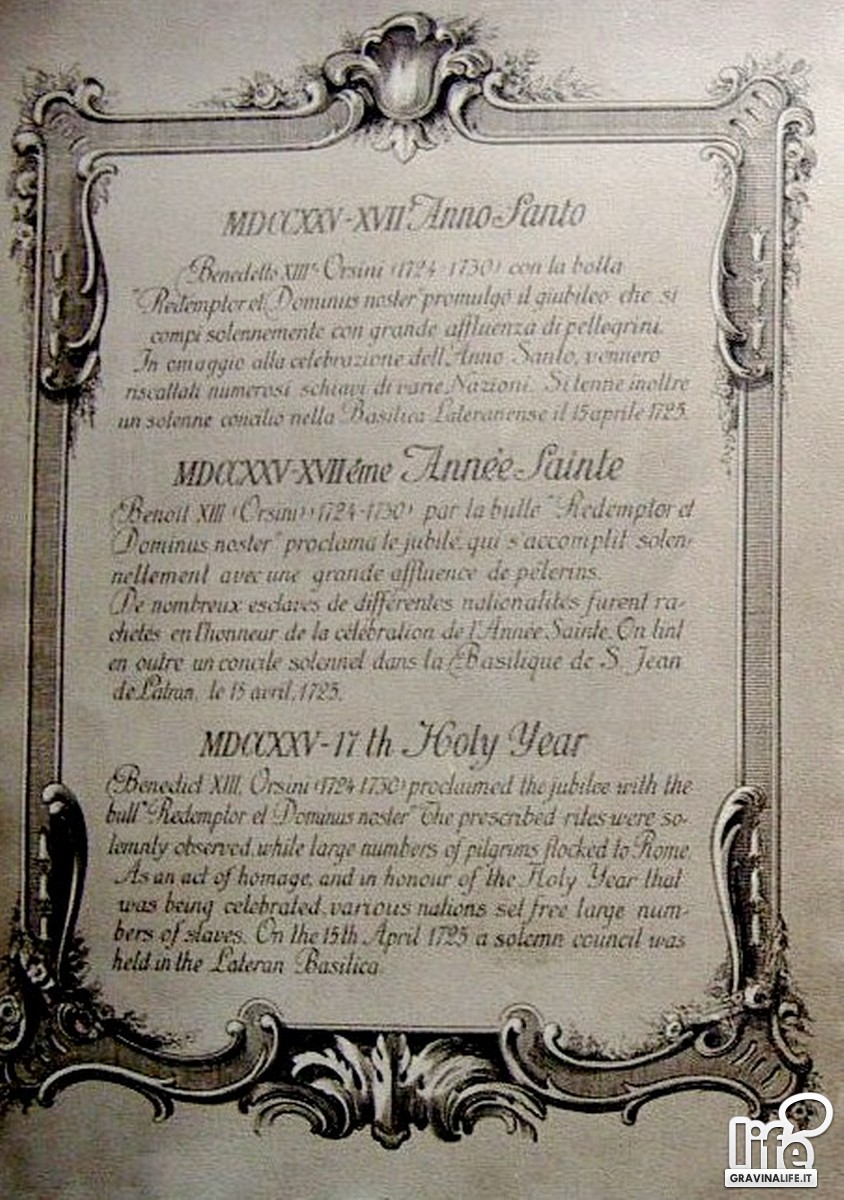 MDCCXXV-XVII° Anno Santo
Benedetto XIII° Orsini (1724-1730) con la bolla
"Redemptor et Dominus noster" promulgò il giubileo che si
compì solennemente con grande affluenza di pellegrini.
In omaggio alla celebrazione dell'Anno Santo, vennero
riscattati numerosi schiavi di varie Nazioni. Si tenne inoltre
un solenne concilio nella Basilica Lateranense il 15 aprile 1725.
MDCCXXV-XVIIéme Année Sainte
Benoit XIII (Orsini) (1724-1730) par la bulle "Redemptor et
Dominus noster" proclama le jubilé, qui s'accomplit solen-
nellement avec une grande affluence de pélerins.
De nombreux esclaves de différentes nationalités furent ra-
chetés en l'honneur de la célébration de l'Année Sainte. On tint
en outre un concile solennel dans la Basilique de S. Jean
de Latran, le 15 avril, 1725.
MDCCXXV-17th Holy Year
Benedict XIII, Orsini (1724-1730) proclaimed the jubilee with the
bull "Redemptor et Dominus noster" The prescribed rites were so-
lemnly observed, while large numbers of pilgrims flocked to Rome.
As an act of homage, and in honour of the Holy Year that
was being celebrated, various nations set free large num-
bers of slaves. On the 15th April 1725 a solemn council was
held in the Lateran Basilica.
life
GRAVINALIFE.IT